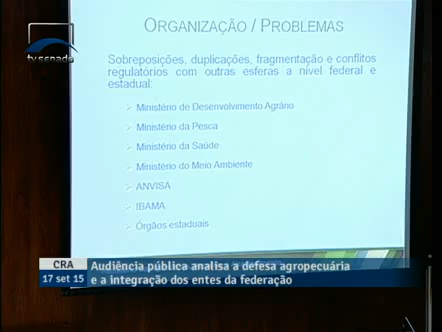 ORGANIZAÇÃO / PROBLEMAS
tv senado
Sobreposições, duplicações, fragmentação e conflitos
regulatórios com outras esferas a nível federal e
estadual:
Ministério de Desenvolvimento Agrário
Ministério da Pesca
Ministério da Saúde
Ministério do Meio Ambiente
ANVISA
IBAMA
Órgãos estaduais
CRA
17 set 15
Audiência pública analisa a defesa agropecuária
e a integração dos entes da federação